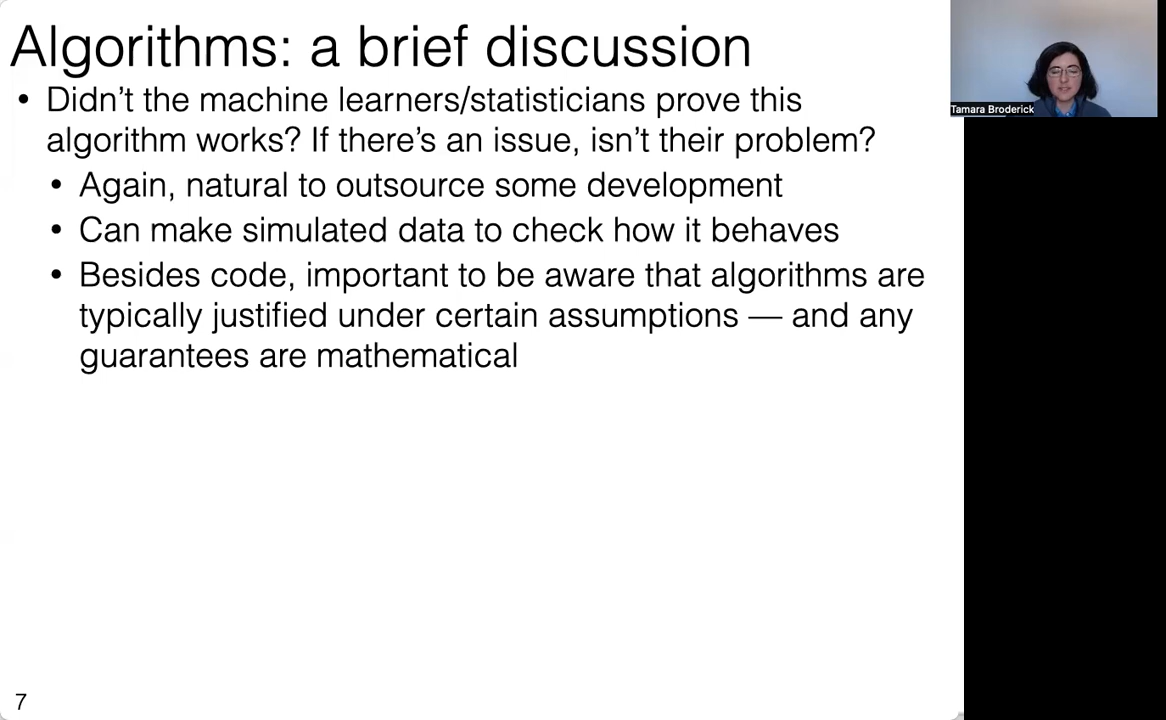 Algorithms: a brief discussion
• Didn't the machine learners/statisticians prove this
algorithm works? If there's an issue, isn't their problem?
• Again, natural to outsource some development
• Can make simulated data to check how it behaves
• Besides code, important to be aware that algorithms are
typically justified under certain assumptions — and any
guarantees are mathematical
7
Tamara Broderick